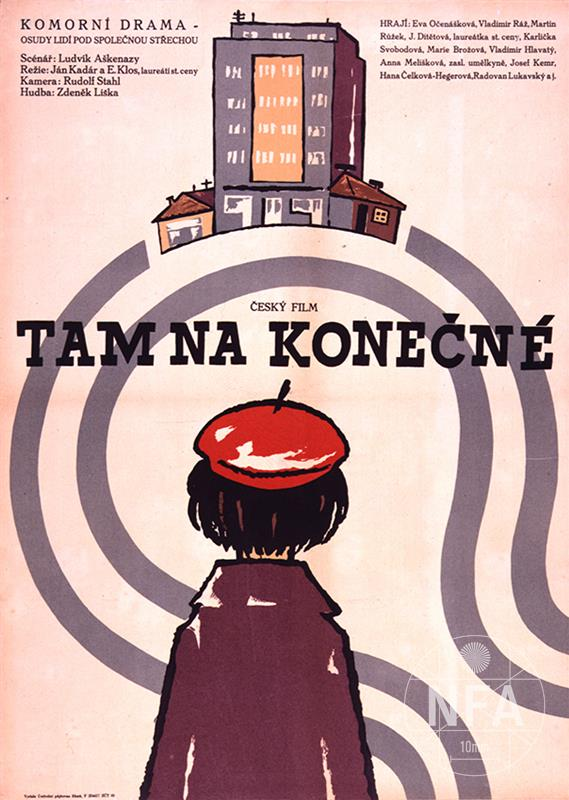 KOMORNÍ DRAMA -
OSUDY LIDÍ POD SPOLEČNOU STŘECHOU
Scénář: Ludvík Aškenazy
Režie: Ján Kadár a E. Klos, laureáti st. ceny
Kamera: Rudolf Stahl
Hudba: Zdeněk Liška
HRAJÍ: Eva Očenášková, Vladimír Ráž, Martin
Růžek, J. Dítětová, laureátka st. ceny, Karlička
Svobodová, Marie Brožová, Vladimír Hlavatý,
Anna Melíšková, zasl. umělkyně, Josef Kemr,
Hana Čelková-Hegerová, Radovan Lukavský a j.
ČESKÝ FILM
TAM NA KONEČNÉ
NFA